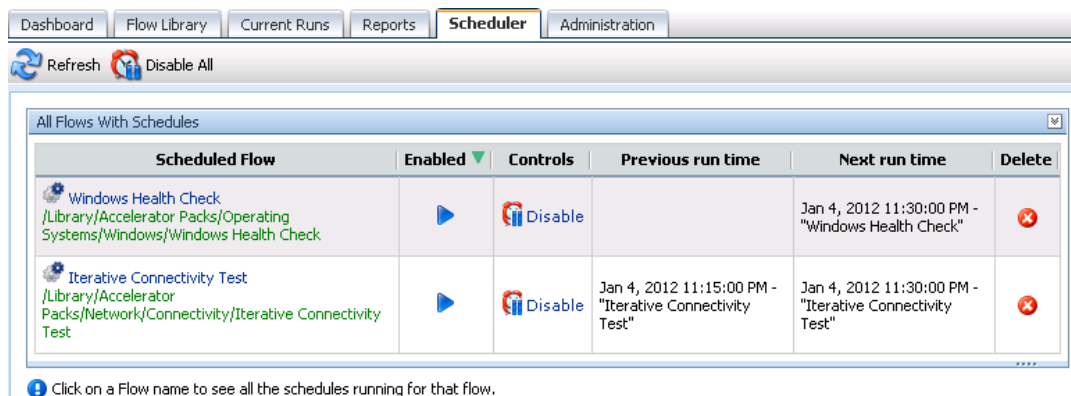 Dashboard Flow Library Current Runs Reports Scheduler Administration
Refresh Disable All
All Flows With Schedules
Scheduled Flow Enabled Controls Previous run time Next run time Delete
Windows Health Check
/Library/Accelerator Packs/Operating
Systems/Windows/Windows Health Check
Disable
Jan 4, 2012 11:30:00 PM -
"Windows Health Check"
Iterative Connectivity Test
/Library/Accelerator
Packs/Network/Connectivity/Iterative Connectivity
Test
Disable
Jan 4, 2012 11:15:00 PM -
"Iterative Connectivity
Test"
Jan 4, 2012 11:30:00 PM -
"Iterative Connectivity
Test"
Click on a Flow name to see all the schedules running for that flow.